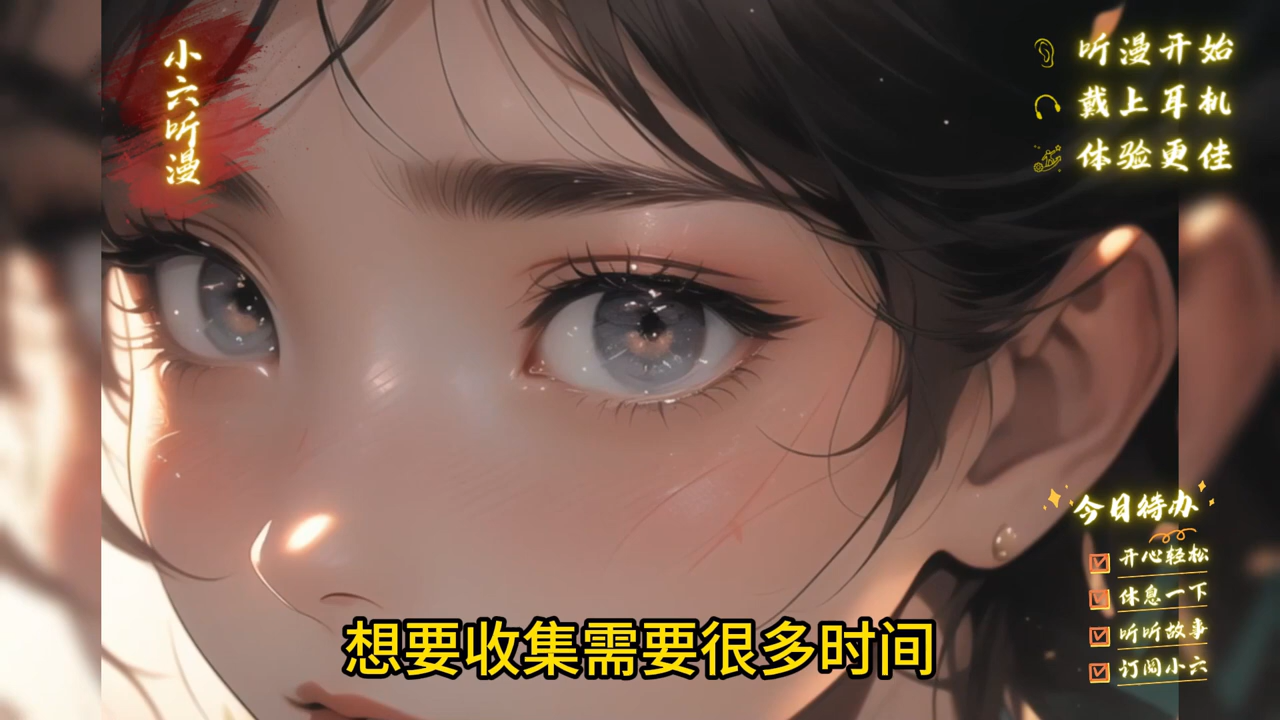 小六听漫
听漫开始
戴上耳机
体验更佳
今日待办
开心轻松
休息一下
听听故事
订阅小六
想要收集需要很多时间